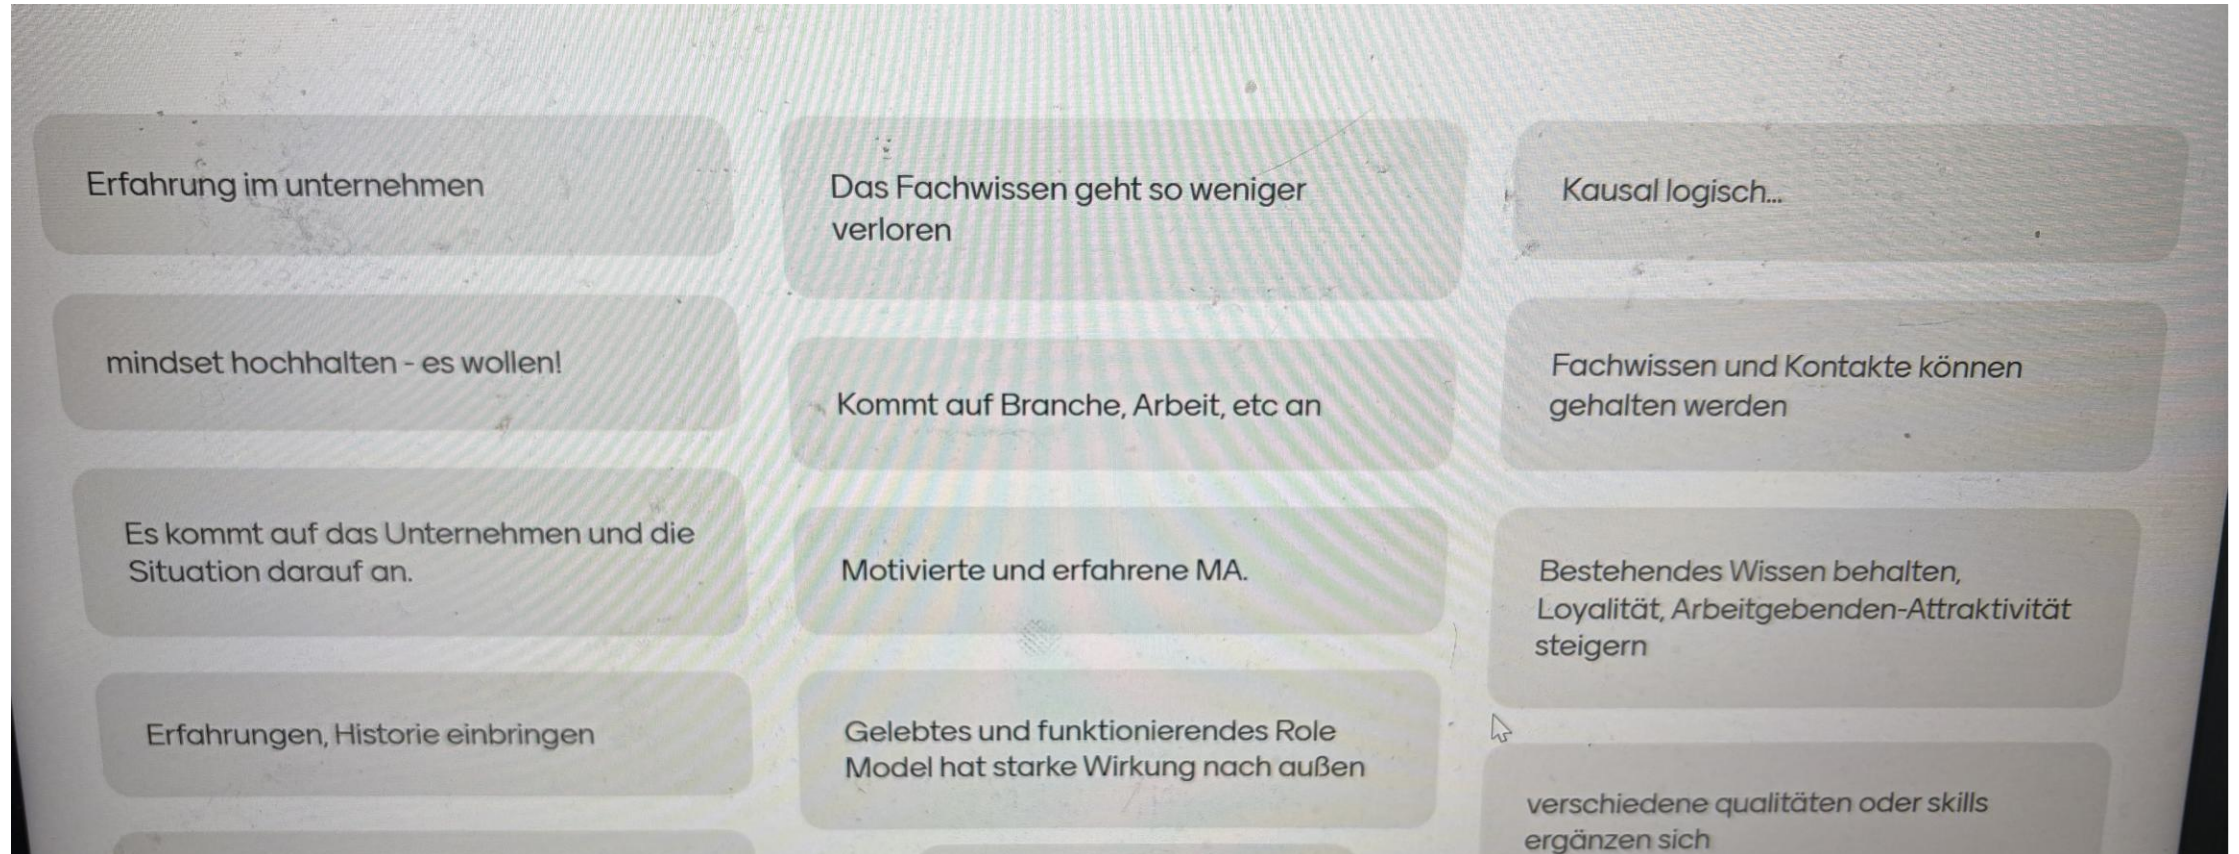 Erfahrung im unternehmen
mindset hochhalten - es wollen!
Es kommt auf das Unternehmen und die
Situation darauf an.
Erfahrungen, Historie einbringen
Das Fachwissen geht so weniger
verloren
Kommt auf Branche, Arbeit, etc an
Motivierte und erfahrene MA.
Gelebtes und funktionierendes Role
Model hat starke Wirkung nach außen
Kausal logisch...
Fachwissen und Kontakte können
gehalten werden
Bestehendes Wissen behalten,
Loyalität, Arbeitgebenden-Attraktivität
steigern
verschiedene qualitäten oder skills
ergänzen sich